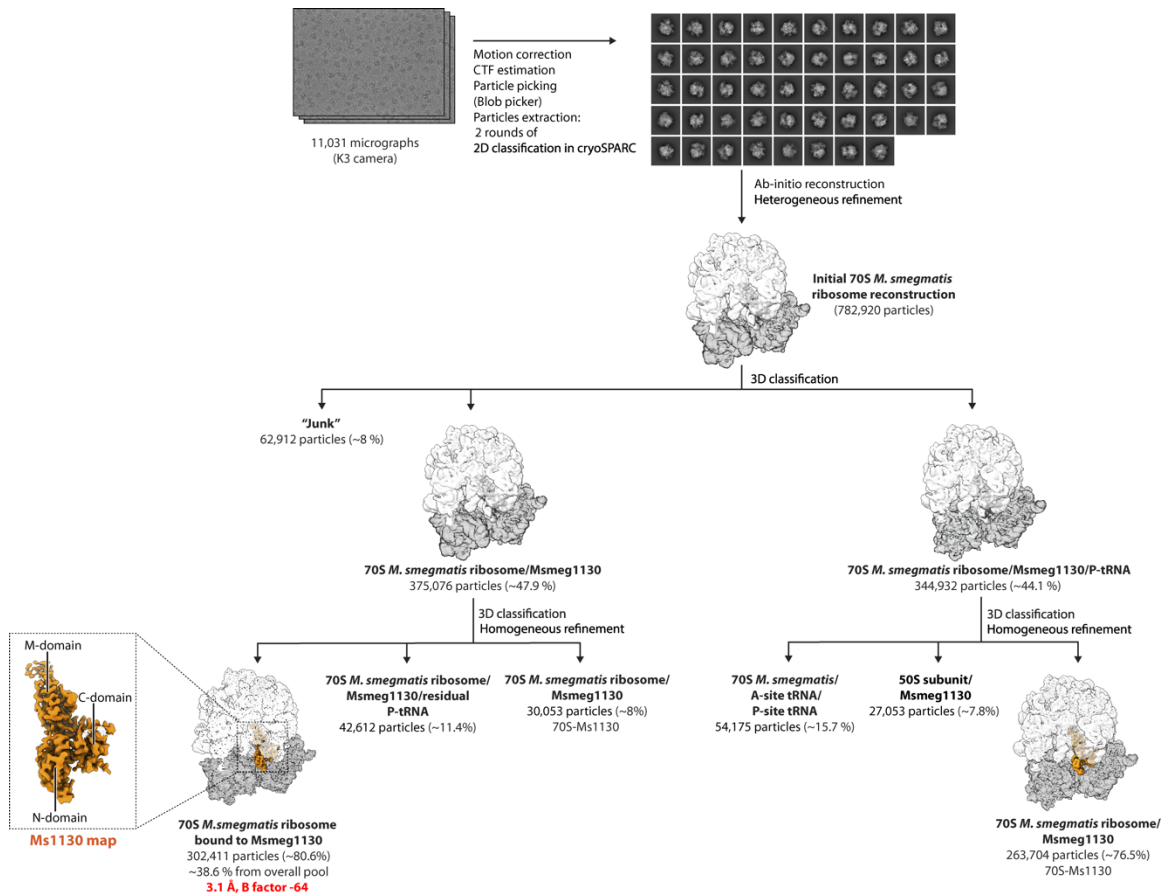 11,031 micrographs
(K3 camera)
Motion correction
CTF estimation
Particle picking
(Blob picker)
Particles extraction:
2 rounds of
2D classification in cryoSPARC
Ab-initio reconstruction
Heterogeneous refinement
Initial 70S M. smegmatis
ribosome reconstruction
(782,920 particles)
3D classification
“Junk”
62,912 particles (~8 %)
70S M. smegmatis ribosome/Msmeg1130
375,076 particles (~47.9 %)
70S M. smegmatis ribosome/Msmeg1130/P-tRNA
344,932 particles (~44.1 %)
3D classification
Homogeneous refinement
3D classification
Homogeneous refinement
M-domain
C-domain
N-domain
Ms1130 map
70S M.smegmatis ribosome
bound to Msmeg1130
302,411 particles (~80.6%)
~38.6 % from overall pool
3.1 Å, B factor -64
70S M. smegmatis ribosome/
Msmeg1130/residual
P-tRNA
42,612 particles (~11.4%)
70S M. smegmatis ribosome/
Msmeg1130
30,053 particles (~8%)
70S-Ms1130
70S M. smegmatis/
A-site tRNA/
P-site tRNA
54,175 particles (~15.7 %)
50S subunit/
Msmeg1130
27,053 particles (~7.8%)
70S M. smegmatis ribosome/
Msmeg1130
263,704 particles (~76.5%)
70S-Ms1130